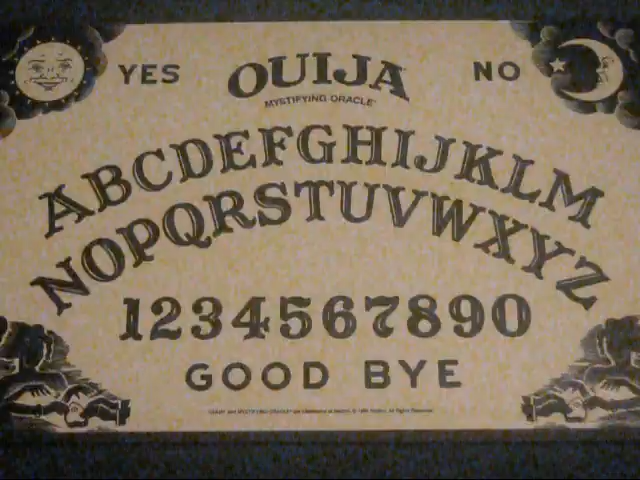 YES OUIJA NO
MYSTIFYING ORACLE
ABCDEFGHIJKLM
NOPQRSTUVWXYZ
1234567890
GOOD BYE